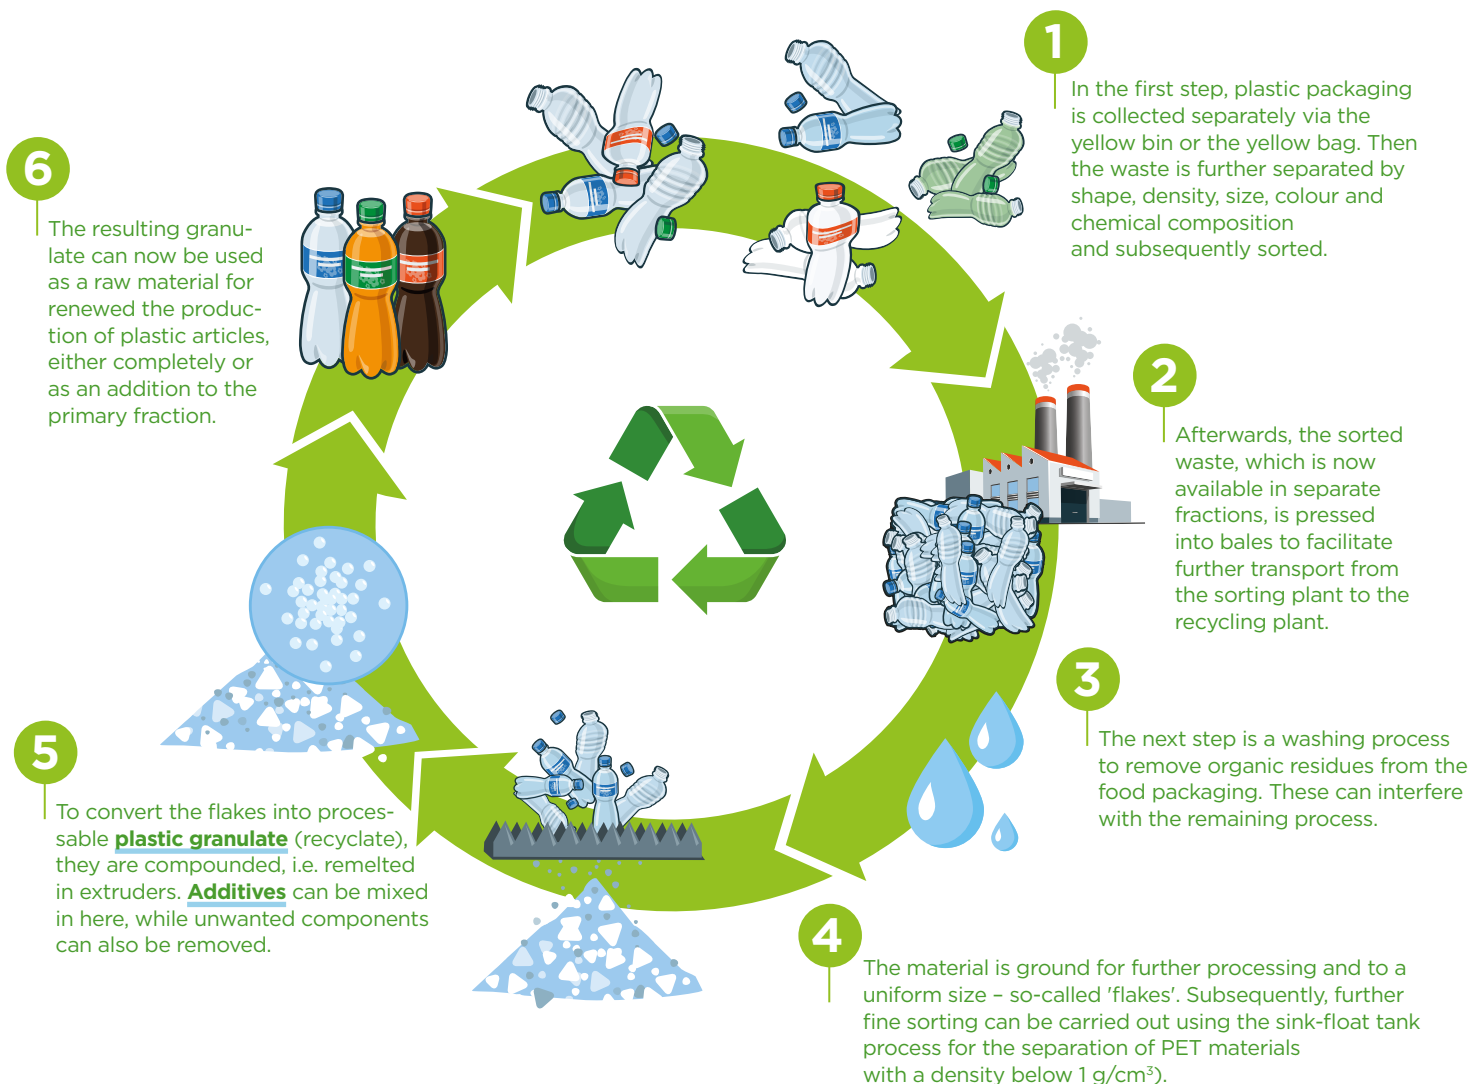 1
In the first step, plastic packaging
is collected separately via the
yellow bin or the yellow bag. Then
the waste is further separated by
shape, density, size, colour and
chemical composition
and subsequently sorted.
2
Afterwards, the sorted
waste, which is now
available in separate
fractions, is pressed
into bales to facilitate
further transport from
the sorting plant to the
recycling plant.
3
The next step is a washing process
to remove organic residues from the
food packaging. These can interfere
with the remaining process.
4
The material is ground for further processing and to a
uniform size – so-called 'flakes'. Subsequently, further
fine sorting can be carried out using the sink-float tank
process for the separation of PET materials
with a density below 1 g/cm³).
5
To convert the flakes into proces-
sable plastic granulate (recyclate),
they are compounded, i.e. remelted
in extruders. Additives can be mixed
in here, while unwanted components
can also be removed.
6
The resulting granu-
late can now be used
as a raw material for
renewed the produc-
tion of plastic articles,
either completely or
as an addition to the
primary fraction.